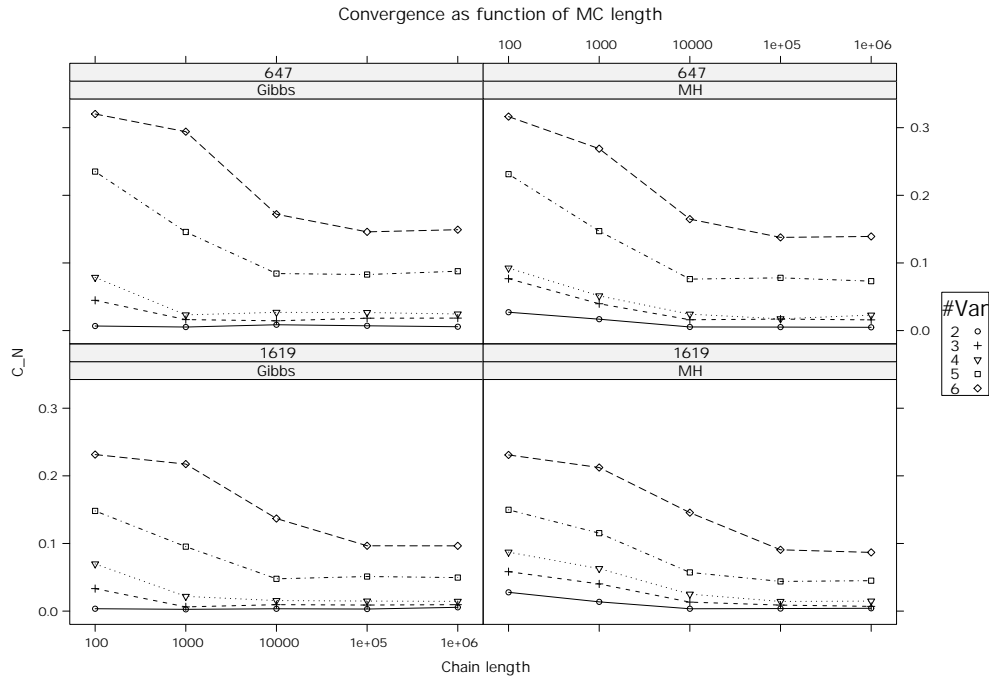 Convergence as function of MC length
100 1000 10000 1e+05 1e+06
647 647
Gibbs MH
0.3
0.2
0.1
0.0
C_N
1619 1619
Gibbs MH
0.3
0.2
0.1
0.0
100 1000 10000 1e+05 1e+06
Chain length
#Var
2
3
4
5
6